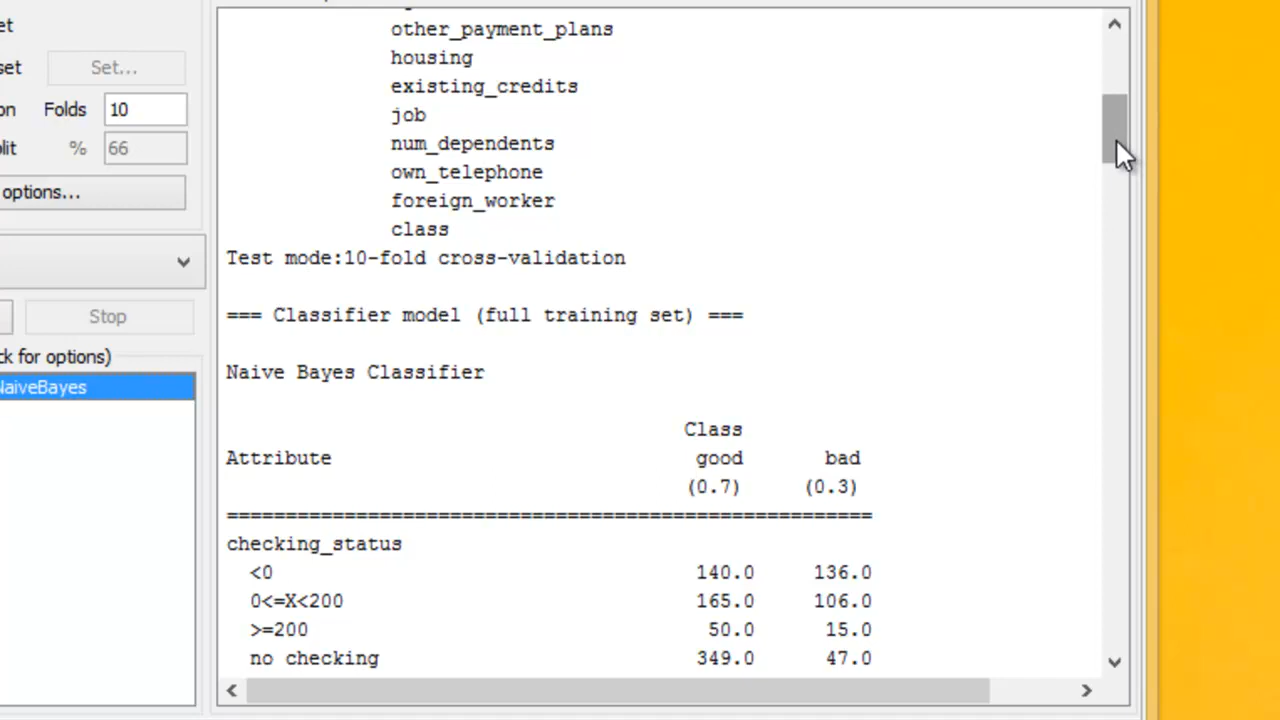 et
set
Set...
on
Folds
10
lit
%
66
options...
Stop
ck for options)
NaiveBayes
other_payment_plans
housing
existing_credits
job
num_dependents
own_telephone
foreign_worker
class
Test mode:10-fold cross-validation
=== Classifier model (full training set) ===
Naive Bayes Classifier
Class
Attribute good bad
(0.7) (0.3)
=======================================================
checking_status
<0 140.0 136.0
0<=X<200 165.0 106.0
>=200 50.0 15.0
no checking 349.0 47.0